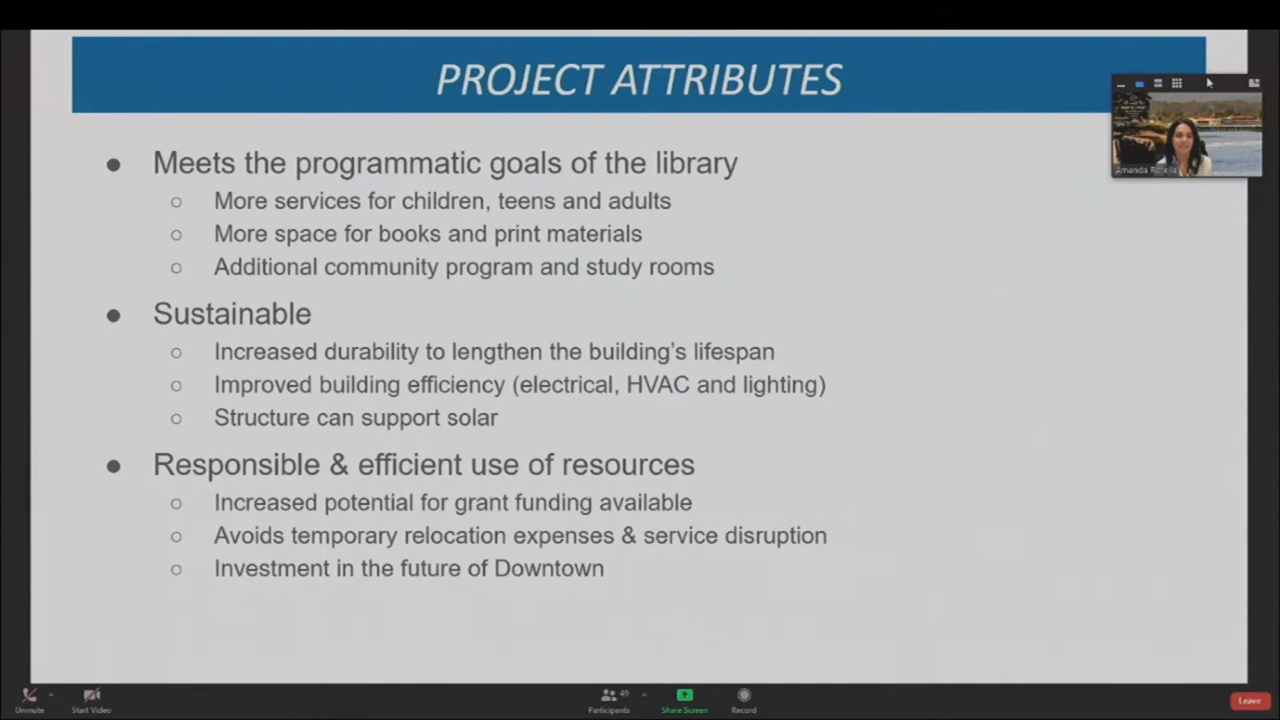 PROJECT ATTRIBUTES
● Meets the programmatic goals of the library
○ More services for children, teens and adults
○ More space for books and print materials
○ Additional community program and study rooms
● Sustainable
○ Increased durability to lengthen the building's lifespan
○ Improved building efficiency (electrical, HVAC and lighting)
○ Structure can support solar
● Responsible & efficient use of resources
○ Increased potential for grant funding available
○ Avoids temporary relocation expenses & service disruption
○ Investment in the future of Downtown
Amanda
Unmute
Start Video
49
Participants
Share Screen
Record
Leave